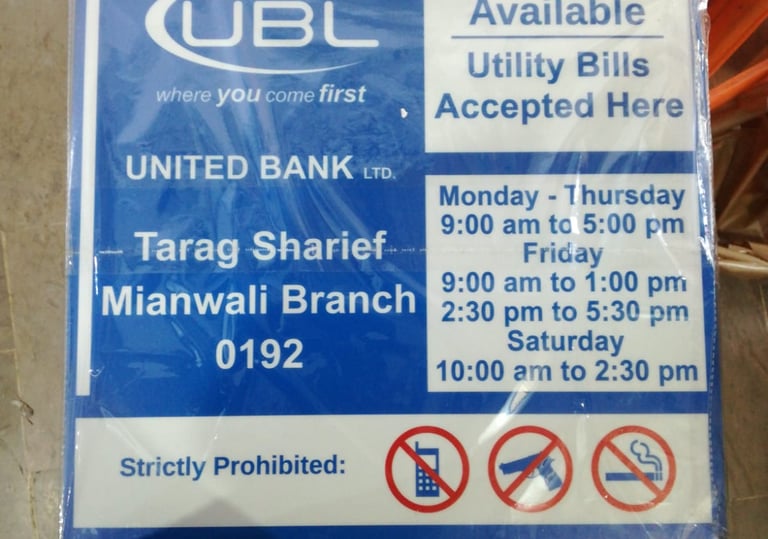 UBL
where you come first
UNITED BANK LTD.
Tarag Sharief
Mianwali Branch
0192
Available
Utility Bills
Accepted Here
Monday - Thursday
9:00 am to 5:00 pm
Friday
9:00 am to 1:00 pm
2:30 pm to 5:30 pm
Saturday
10:00 am to 2:30 pm
Strictly Prohibited: